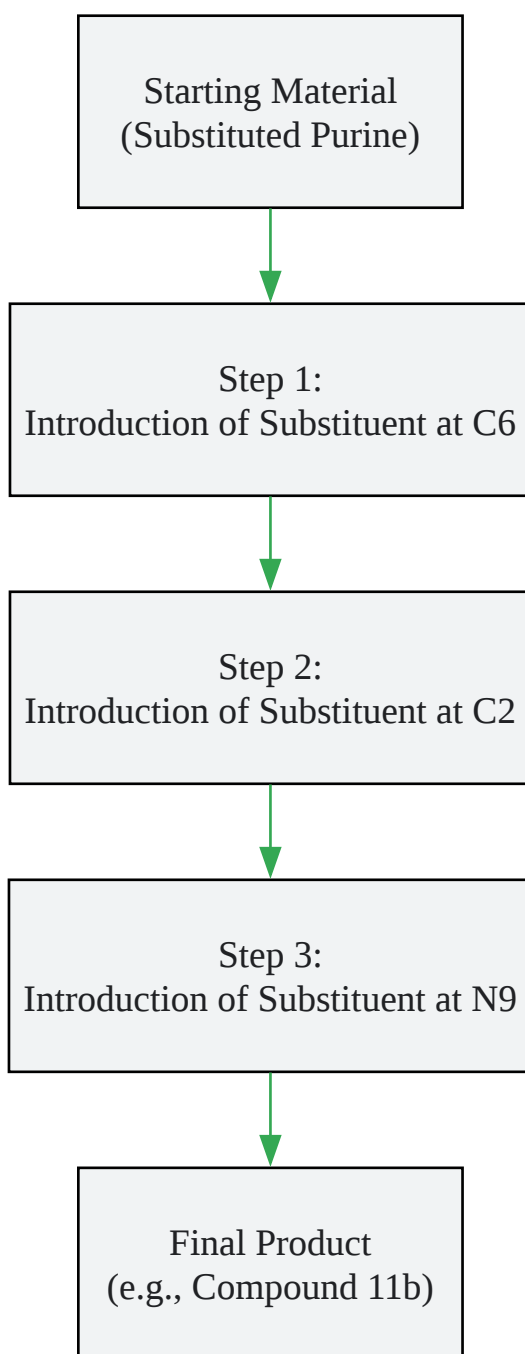 Starting Material
(Substituted Purine)
Step 1:
Introduction of Substituent at C6
Step 2:
Introduction of Substituent at C2
Step 3:
Introduction of Substituent at N9
Final Product
(e.g., Compound 11b)